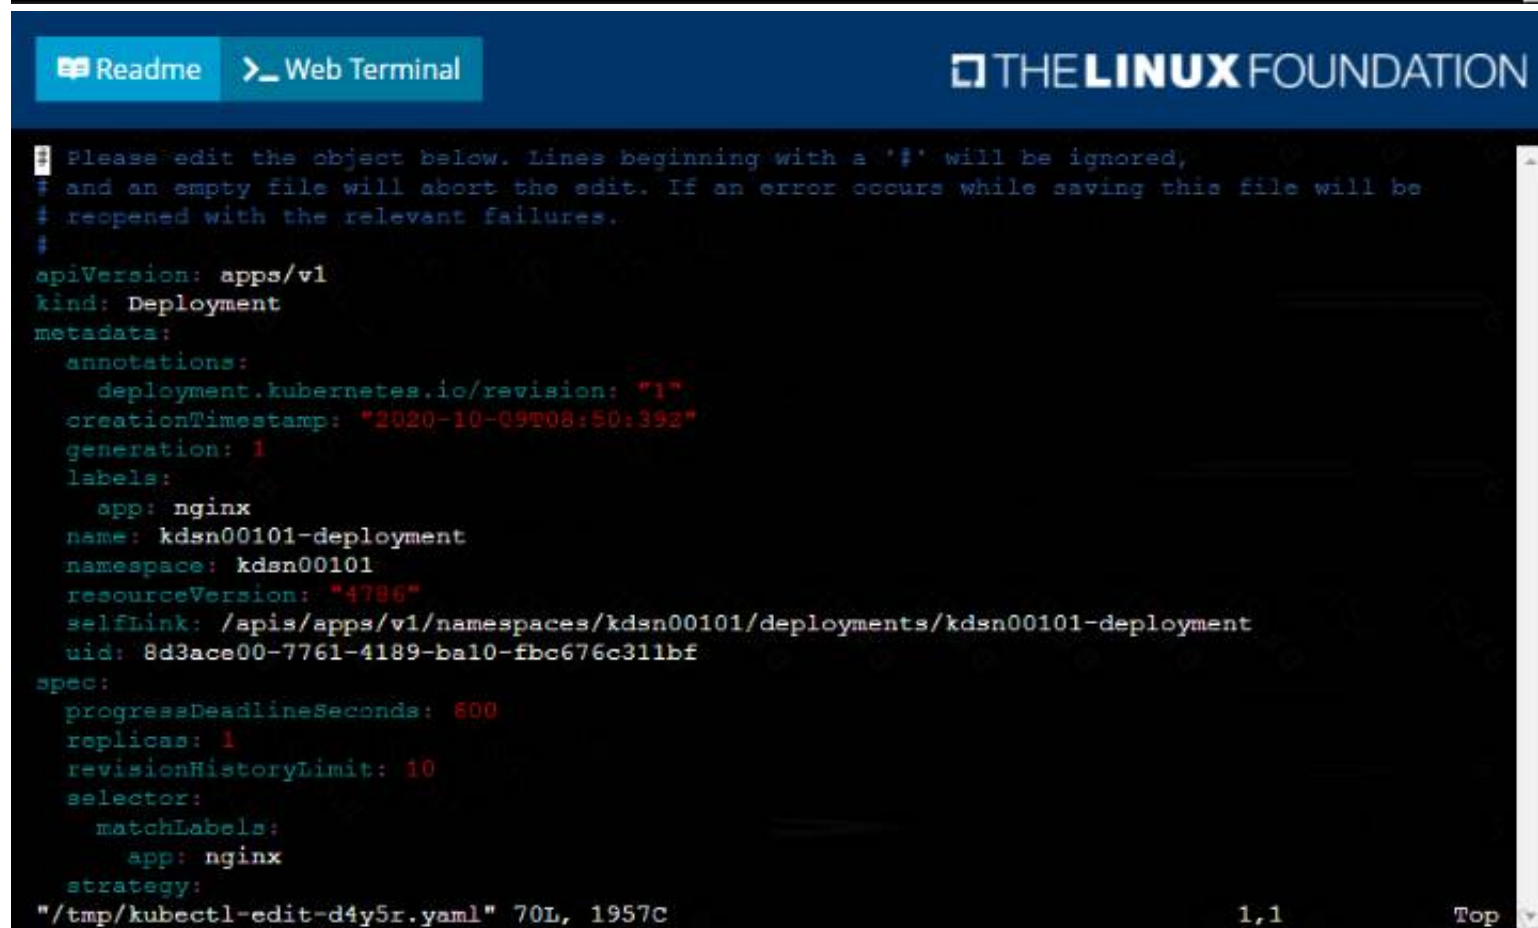 Readme >_ Web Terminal THE LINUX FOUNDATION
# Please edit the object below. Lines beginning with a '#' will be ignored,
# and an empty file will abort the edit. If an error occurs while saving this file will be
# reopened with the relevant failures.
#
apiVersion: apps/v1
kind: Deployment
metadata:
  annotations:
    deployment.kubernetes.io/revision: "1"
  creationTimestamp: "2020-10-09T08:50:39Z"
  generation: 1
  labels:
    app: nginx
  name: kdsn00101-deployment
  namespace: kdsn00101
  resourceVersion: "4786"
  selfLink: /apis/apps/v1/namespaces/kdsn00101/deployments/kdsn00101-deployment
  uid: 8d3ace00-7761-4189-ba10-fbc676c311bf
spec:
  progressDeadlineSeconds: 600
  replicas: 1
  revisionHistoryLimit: 10
  selector:
    matchLabels:
      app: nginx
  strategy:
"/tmp/kubectl-edit-d4y5r.yaml" 70L, 1957C 1,1 Top